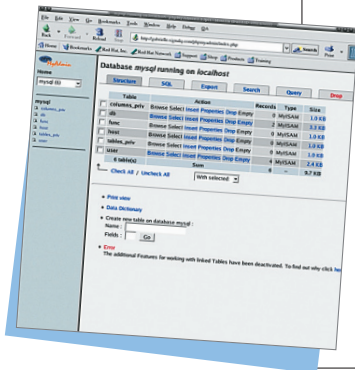 File Edit View Go Bookmarks Tools Window Help
Back Forward Reload Stop
Search Print
Home Bookmarks Red Hat, Inc. Red Hat Network Support Shop Products Training
Home
mysql (6)
mysql
columns_priv
db
func
host
tables_priv
user
Database mysql running on localhost
Structure SQL Export Search Query Drop
Table Action Records Type Size
columns_priv Browse Select Insert Properties Drop Empty 0 MyISAM 1.0 KB
db Browse Select Insert Properties Drop Empty 2 MyISAM
func Browse Select Insert Properties Drop Empty 0 MyISAM 1.0 KB
host Browse Select Insert Properties Drop Empty 0 MyISAM 1.0 KB
tables_priv Browse Select Insert Properties Drop Empty 0 MyISAM 1.0 KB
user Browse Select Insert Properties Drop Empty MyISAM 2.4 KB
6 table(s) Sum 6 -- 9.7 KB
Check All / Uncheck All With selected
Print view
Data Dictionary
Create new table on database mysql :
Name :
Fields : Go
Error
The additional Features for working with linked Tables have been deactivated. To find out why click